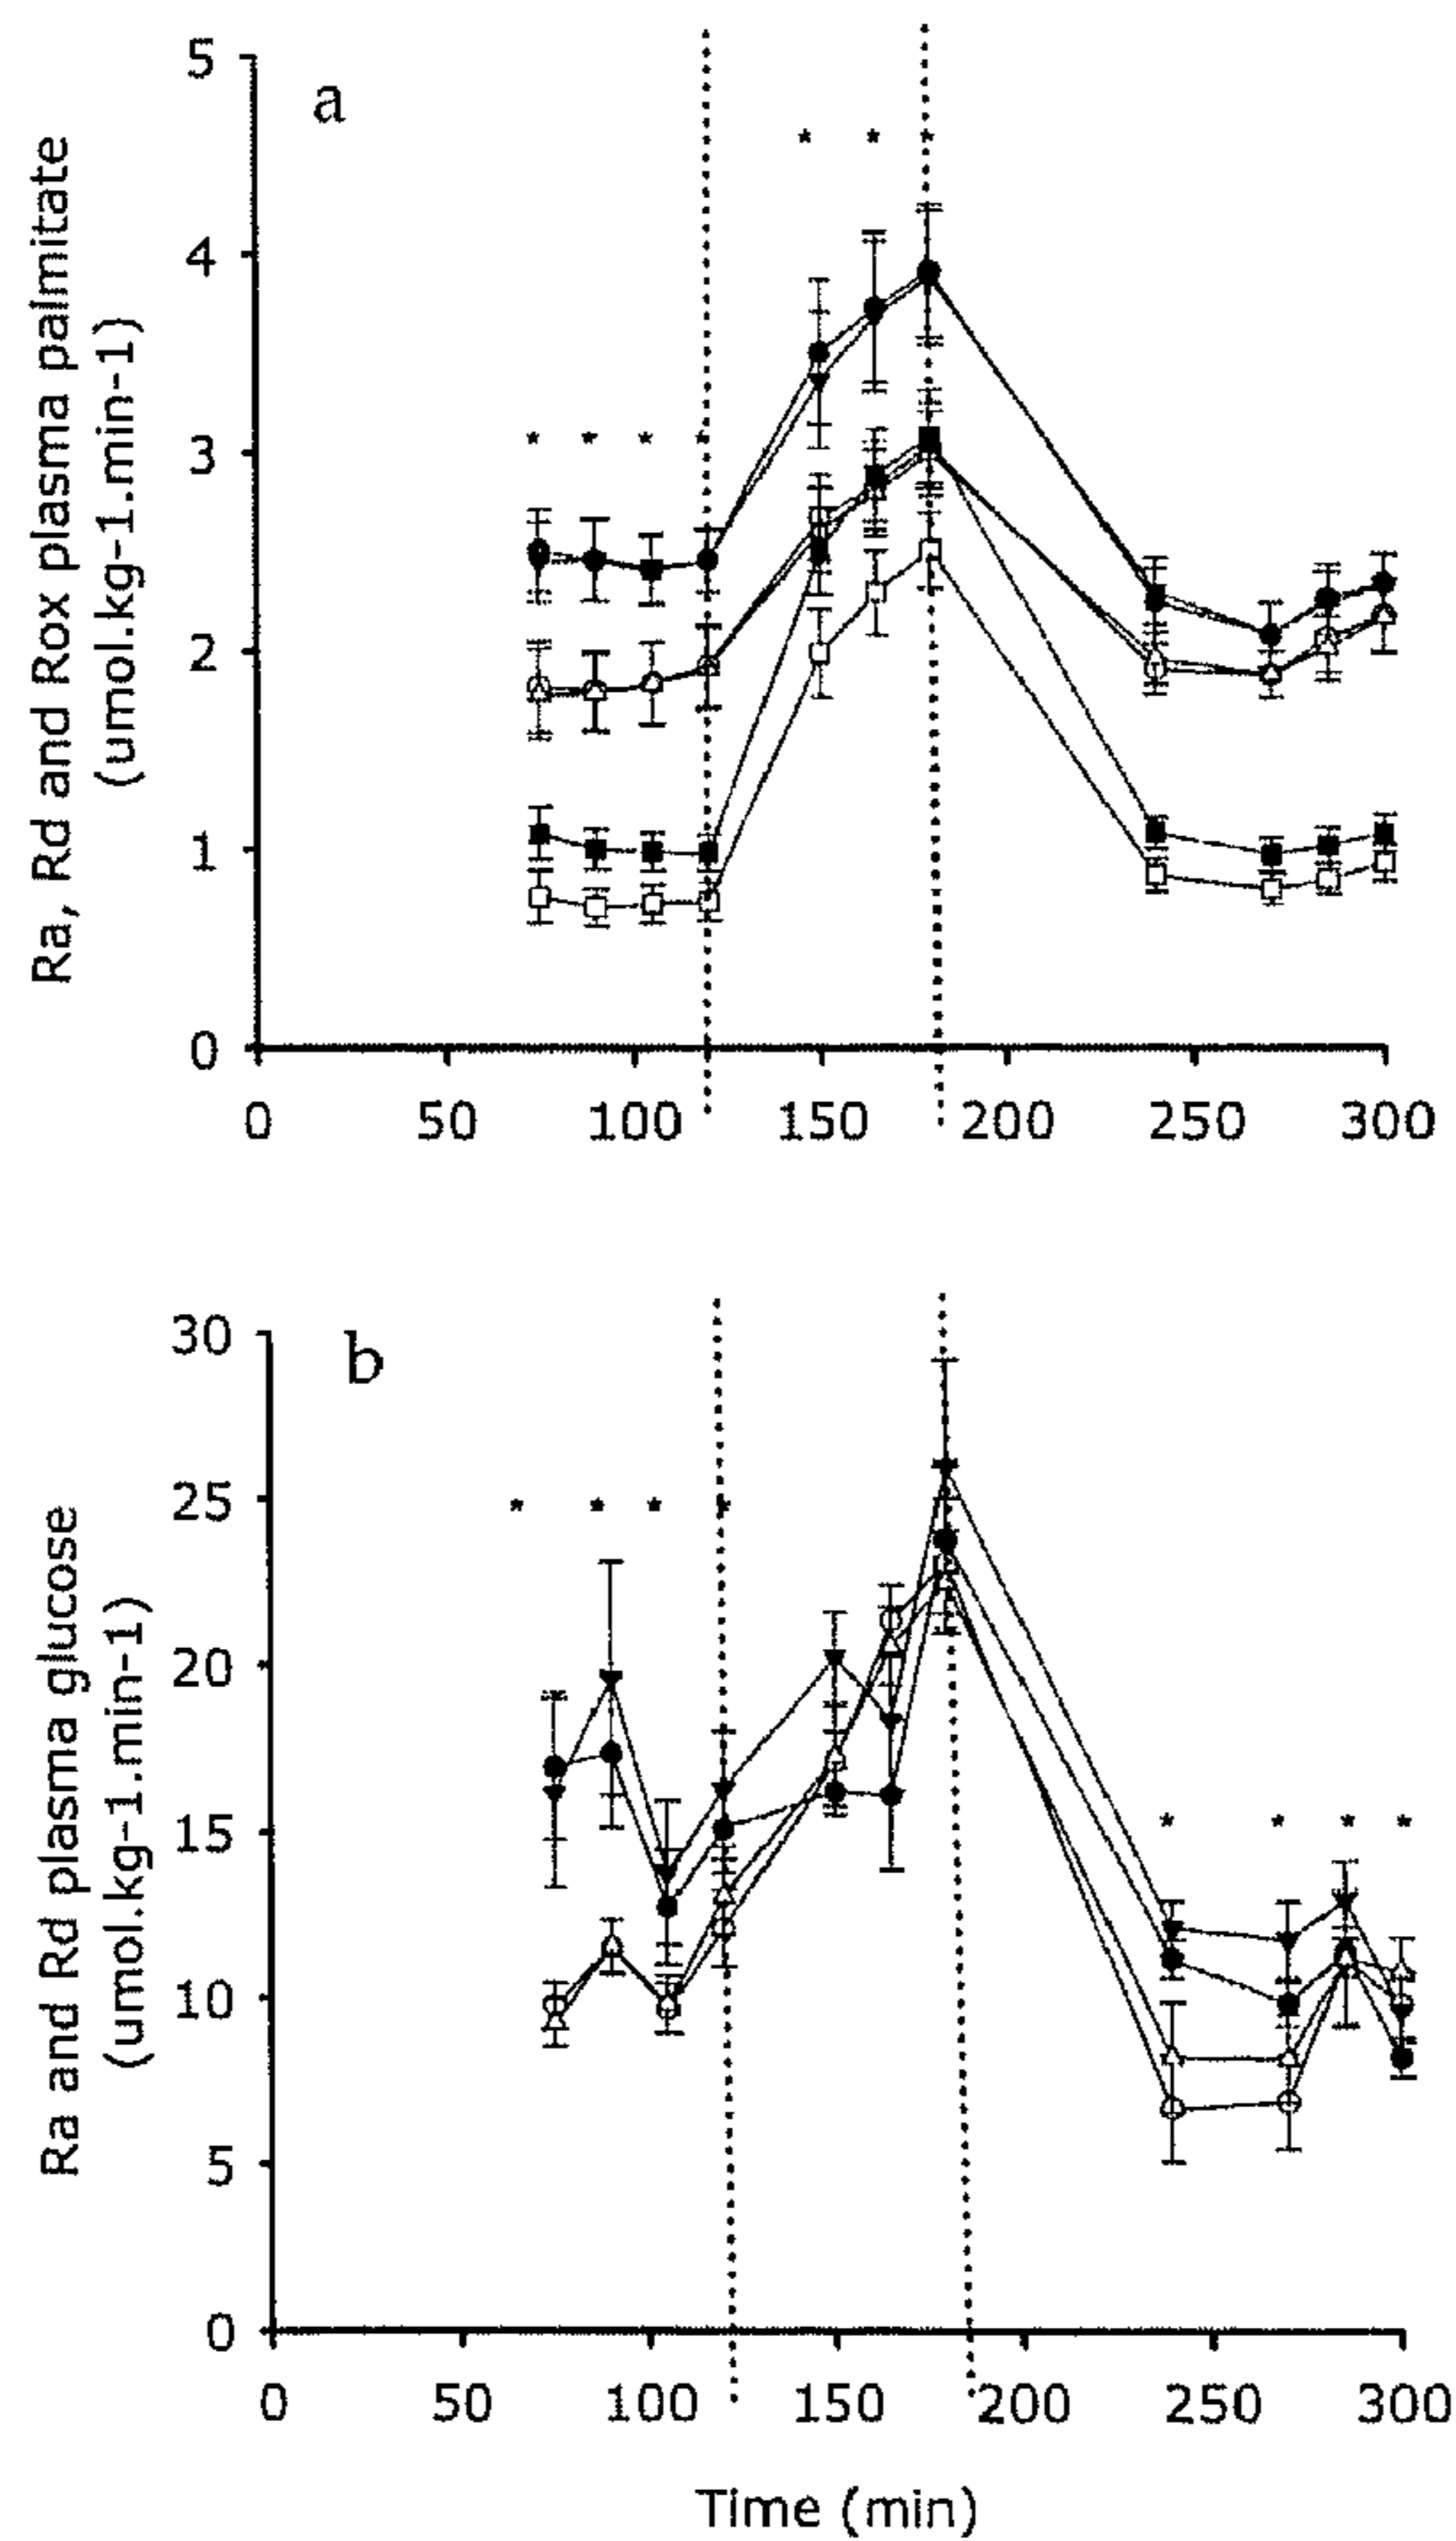 a
Ra, Rd and Rox plasma palmitate
(umol.kg-1.min-1)
5
4
3
2
1
0
* * *
* * * *
0 50 100 150 200 250 300
b
Ra and Rd plasma glucose
(umol.kg-1.min-1)
30
25
20
15
10
5
0
* * * *
* * * *
0 50 100 150 200 250 300
Time (min)